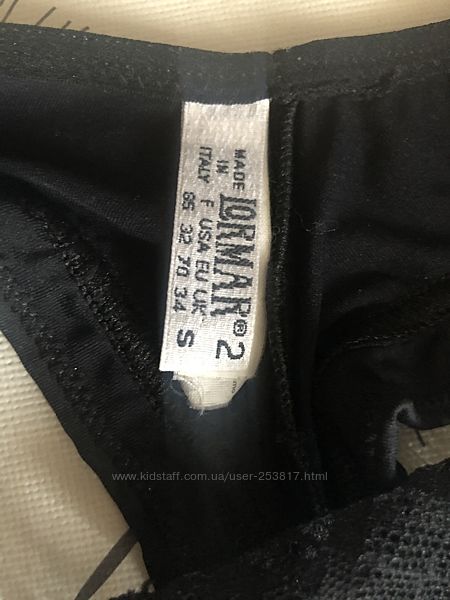 MADE
IN
ITALY
LORMAR® 2
F USA EU UK
85 32 70 34 S
www.kidstaff.com.ua/user-253817.html